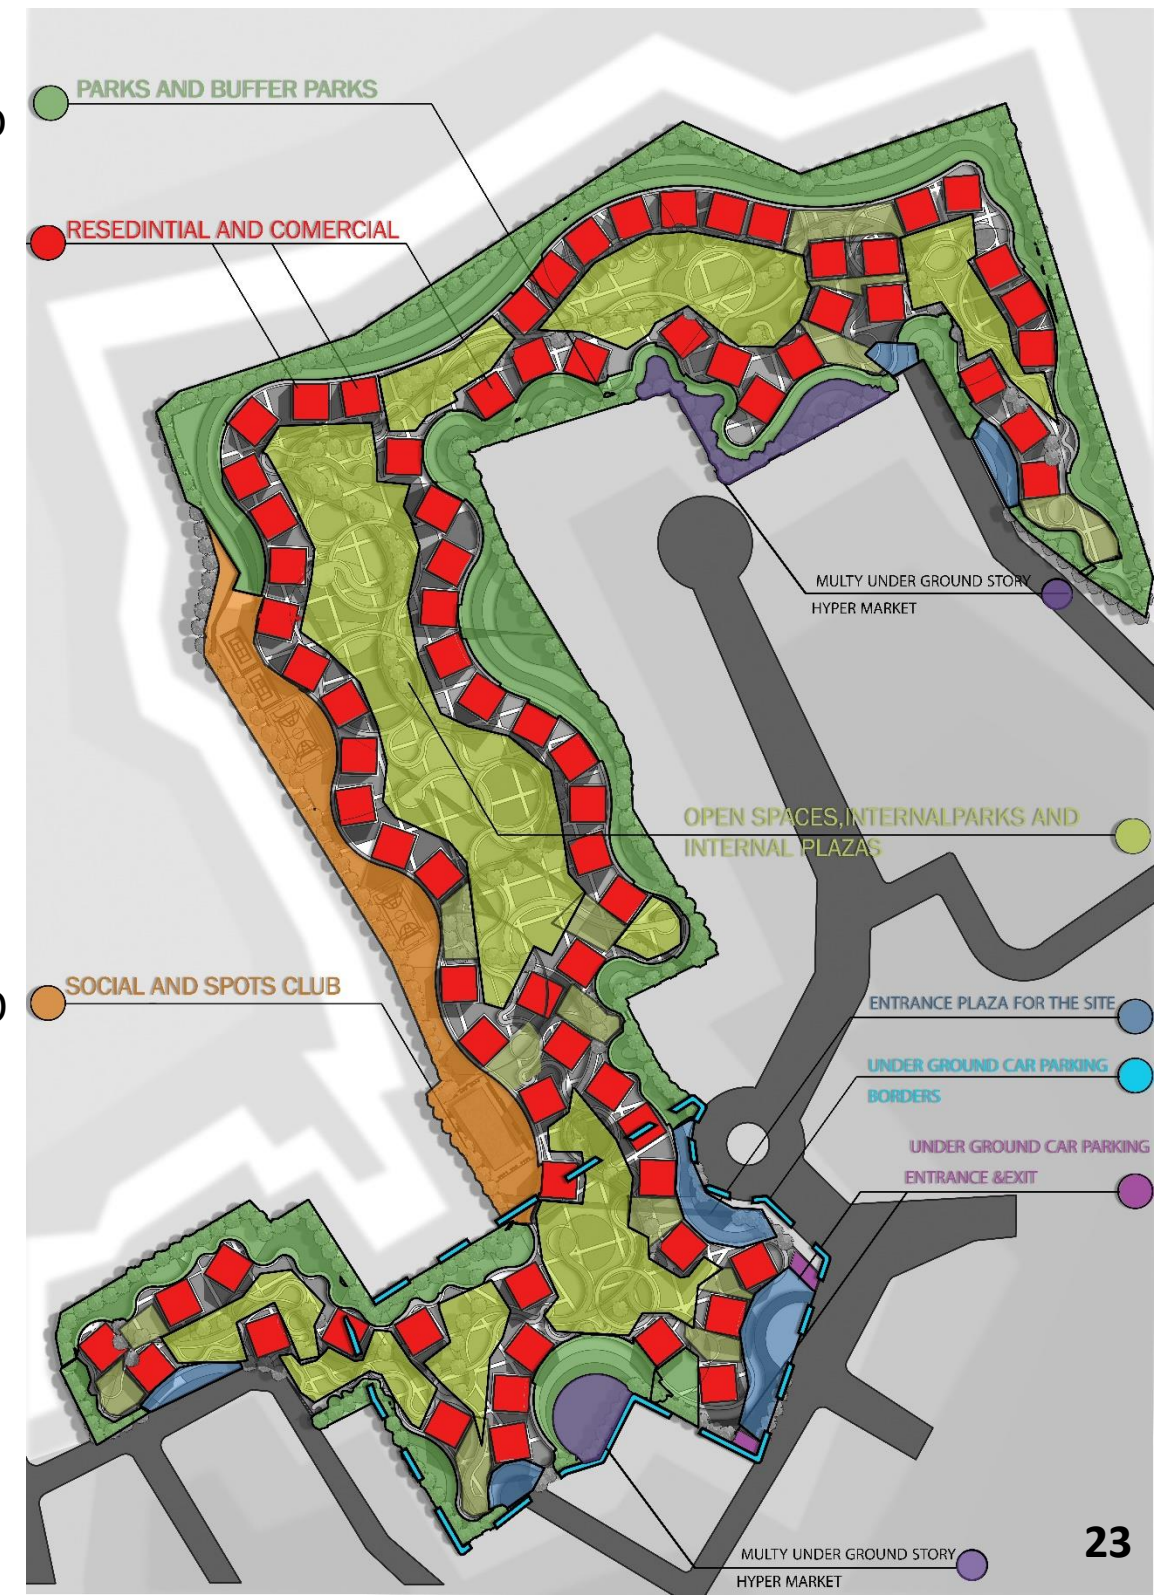 PARKS AND BUFFER PARKS
RESEDINTIAL AND COMERCIAL
MULTY UNDER GROUND STORY
HYPER MARKET
OPEN SPACES,INTERNALPARKS AND
INTERNAL PLAZAS
SOCIAL AND SPOTS CLUB
ENTRANCE PLAZA FOR THE SITE
UNDER GROUND CAR PARKING
BORDERS
UNDER GROUND CAR PARKING
ENTRANCE &EXIT
MULTY UNDER GROUND STORY
HYPER MARKET
23